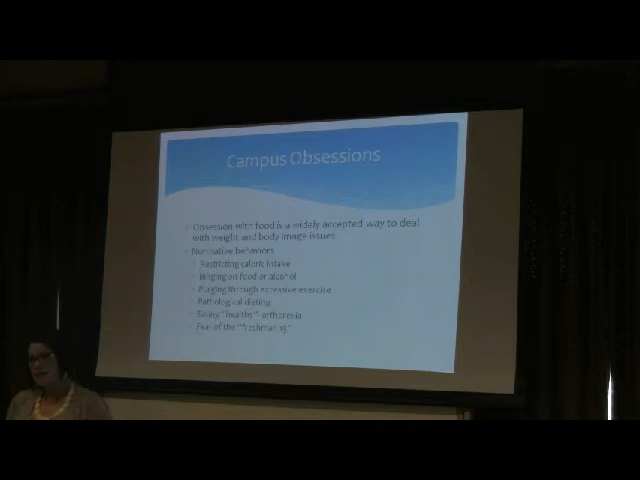 Campus Obsessions
Obsession with food is a widely accepted way to deal
with weight and body image issues
Normative behaviors
Restricting caloric intake
Binging on food or alcohol
Purging through excessive exercise
Pathological dieting
Eating "healthy"-orthorexia
Fear of the "freshman 15"